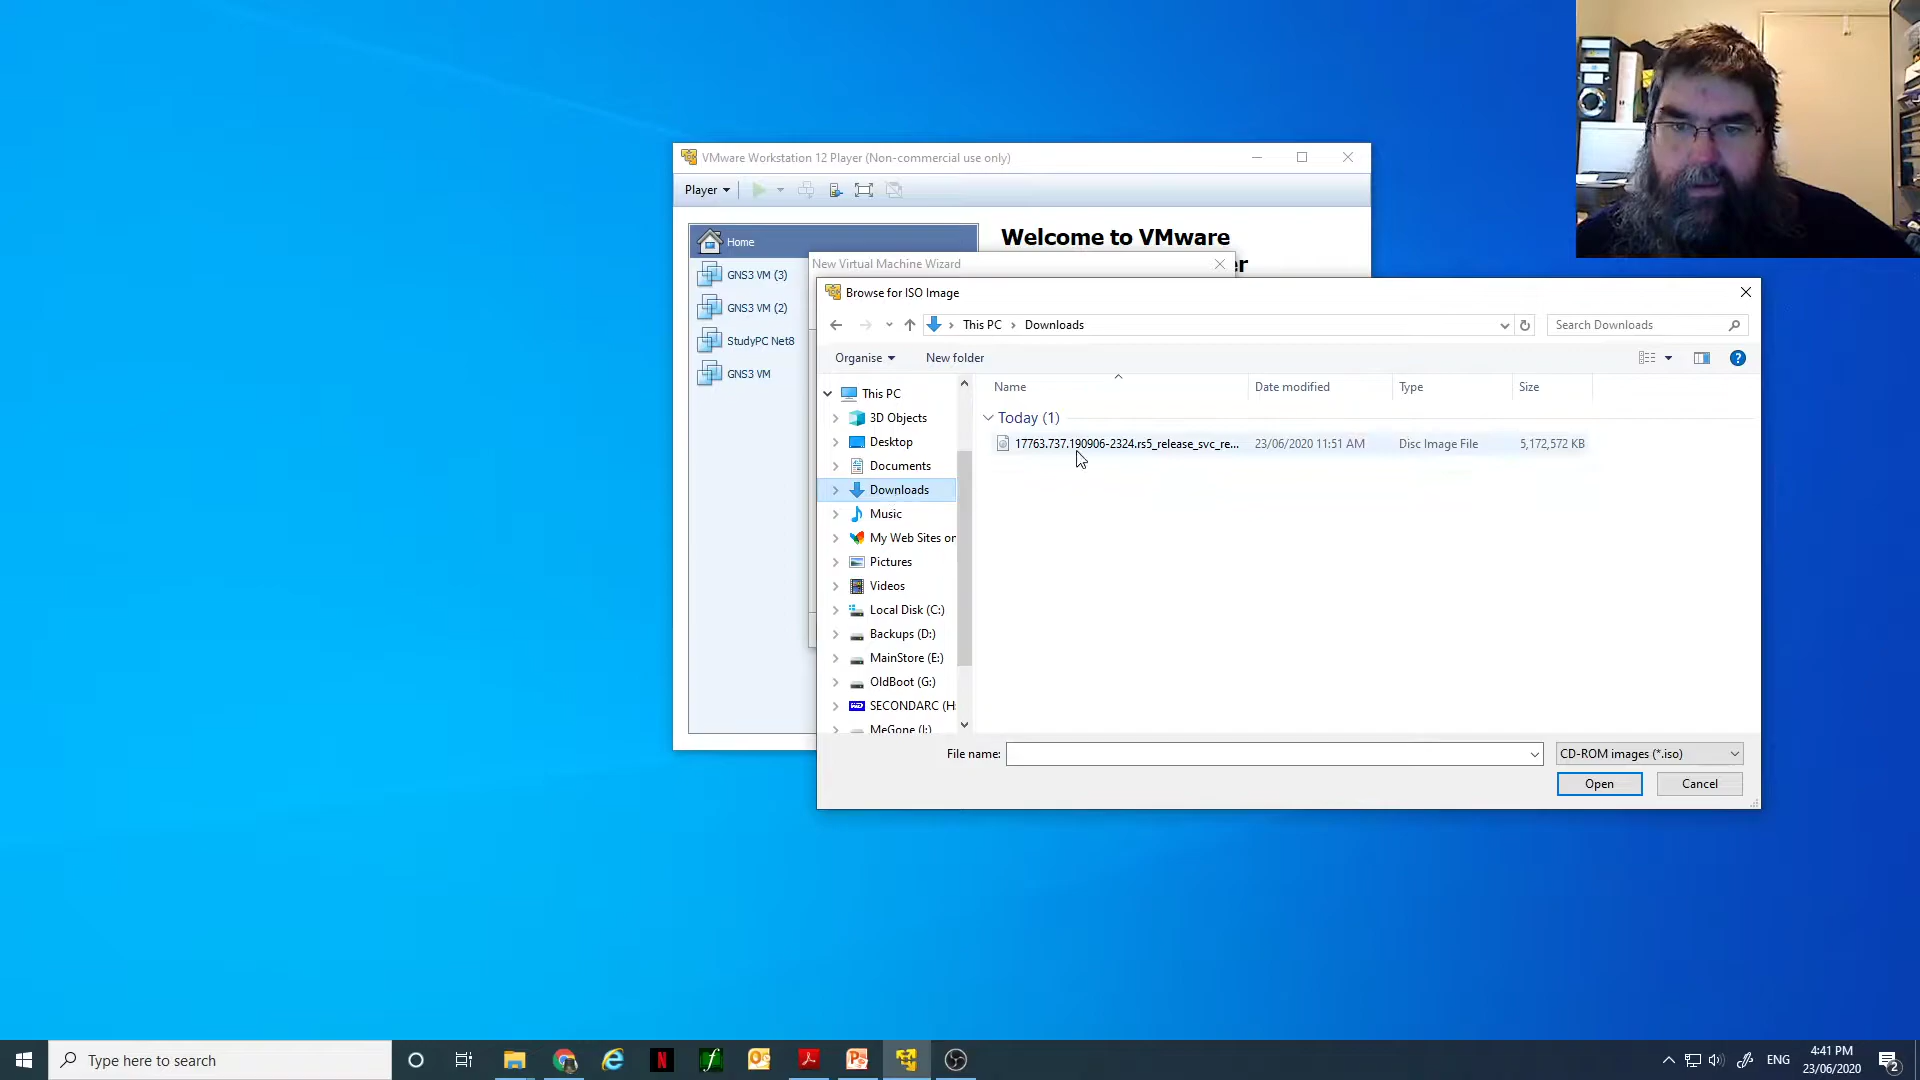 VMware Workstation 12 Player (Non-commercial use only)
Player
Home
GNS3 VM (3)
GNS3 VM (2)
StudyPC Net8
GNS3 VM
Welcome to VMware
er
New Virtual Machine Wizard
Browse for ISO Image
This PC > Downloads
Search Downloads
Organise
New folder
This PC
3D Objects
Desktop
Documents
Downloads
Music
My Web Sites on
Pictures
Videos
Local Disk (C:)
Backups (D:)
MainStore (E:)
OldBoot (G:)
SECONDARC (H:
MeGone (I:)
Name Date modified Type Size
Today (1)
17763.737.190906-2324.rs5_release_svc_re... 23/06/2020 11:51 AM Disc Image File 5,172,572 KB
File name:
CD-ROM images (*.iso)
Open Cancel
Type here to search
ENG
4:41 PM
23/06/2020
2